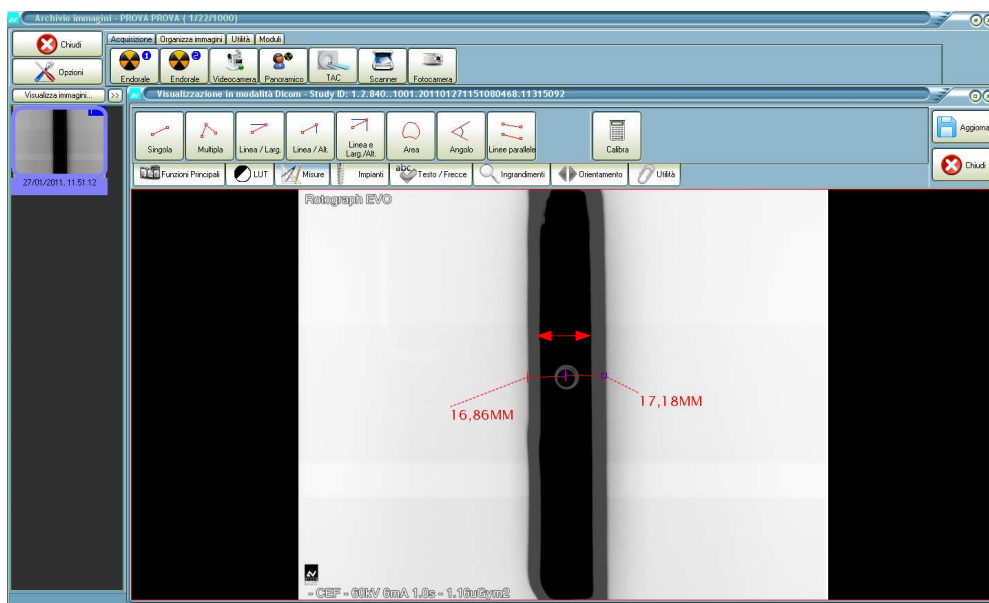 Archivio immagini - PROVA PROVA ( 1/22/1000)
Chiudi
Opzioni
Acquisizione Organizza immagini Utilità Moduli
Endorale Endorale Videocamera Panoramico TAC Scanner Fotocamera
Visualizza immagini... >>
27/01/2011, 11.51.12
Visualizzazione in modalità Dicom - Study ID: 1.2.840..1001.201101271151080468.11315092
Singola Multipla Linea / Larg. Linea / Alt. Linea e Larg./Alt. Area Angolo Linee parallele Calibra
Aggiorna
Chiudi
Funzioni Principali LUT Misure Impianti abc Testo / Frecce Ingrandimenti Orientamento Utilità
Rotograph EVO
16,86MM
17,18MM
- CEF - 60kV 6mA 1.0s - 1.16uGym2